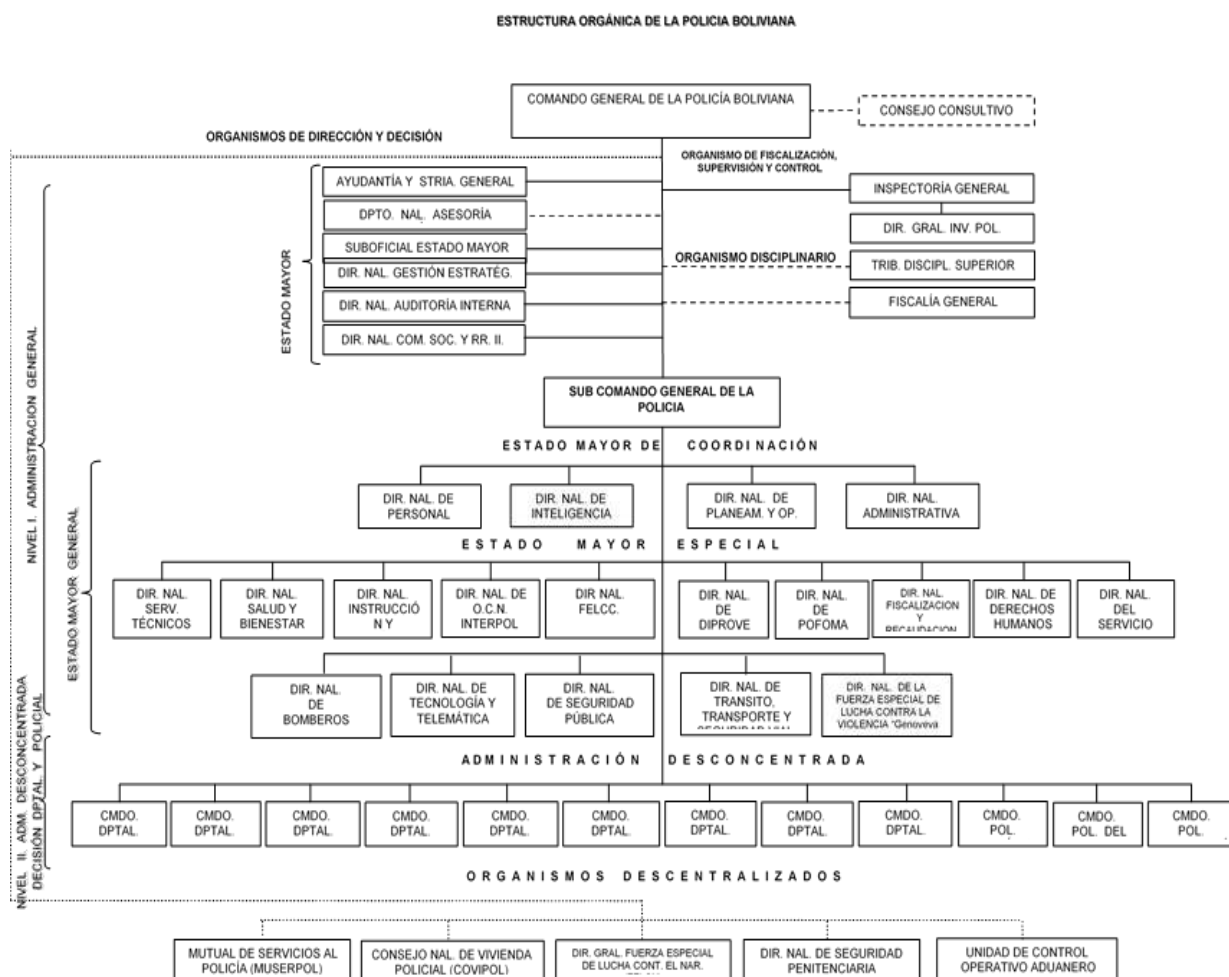 ESTRUCTURA ORGÁNICA DE LA POLICIA BOLIVIANA
COMANDO GENERAL DE LA POLICÍA BOLIVIANA
CONSEJO CONSULTIVO
ORGANISMOS DE DIRECCIÓN Y DECISIÓN
ORGANISMO DE FISCALIZACIÓN,
SUPERVISIÓN Y CONTROL
AYUDANTÍA Y STRIA. GENERAL
DPTO. NAL. ASESORÍA
SUBOFICIAL ESTADO MAYOR
DIR. NAL. GESTIÓN ESTRATÉG.
DIR. NAL. AUDITORÍA INTERNA
DIR. NAL. COM. SOC. Y RR. II.
ESTADO MAYOR
INSPECTORÍA GENERAL
DIR. GRAL. INV. POL.
ORGANISMO DISCIPLINARIO
TRIB. DISCIPL. SUPERIOR
FISCALÍA GENERAL
NIVEL I. ADMINISTRACION GENERAL
SUB COMANDO GENERAL DE LA
POLICIA
ESTADO MAYOR DE COORDINACIÓN
DIR. NAL. DE
PERSONAL
DIR. NAL. DE
INTELIGENCIA
DIR. NAL. DE
PLANEAM. Y OP.
DIR. NAL.
ADMINISTRATIVA
ESTADO MAYOR GENERAL
ESTADO MAYOR ESPECIAL
DIR. NAL.
SERV.
TÉCNICOS
DIR. NAL.
SALUD Y
BIENESTAR
DIR. NAL.
INSTRUCCIÓ
N Y
DIR. NAL. DE
O.C.N.
INTERPOL
DIR. NAL.
FELCC.
DIR. NAL.
DE
DIPROVE
DIR. NAL.
DE
POFOMA
DIR. NAL.
FISCALIZACION
Y
RECAUDACION
DIR. NAL. DE
DERECHOS
HUMANOS
DIR. NAL.
DEL
SERVICIO
DIR. NAL.
DE
BOMBEROS
DIR. NAL. DE
TECNOLOGÍA Y
TELEMÁTICA
DIR. NAL.
DE SEGURIDAD
PÚBLICA
DIR. NAL. DE
TRANSITO,
TRANSPORTE Y
SEGURIDAD VIAL
DIR. NAL. DE LA
FUERZA ESPECIAL DE
LUCHA CONTRA LA
VIOLENCIA "Genoveva
NIVEL II. ADM. DESCONCENTRADA
DECISIÓN DPTAL. Y POLICIAL
ADMINISTRACIÓN DESCONCENTRADA
CMDO.
DPTAL.
CMDO.
DPTAL.
CMDO.
DPTAL.
CMDO.
DPTAL.
CMDO.
DPTAL.
CMDO.
DPTAL.
CMDO.
DPTAL.
CMDO.
DPTAL.
CMDO.
DPTAL.
CMDO.
POL.
CMDO.
POL. DEL
CMDO.
POL.
ORGANISMOS DESCENTRALIZADOS
MUTUAL DE SERVICIOS AL
POLICÍA (MUSERPOL)
CONSEJO NAL. DE VIVIENDA
POLICIAL (COVIPOL)
DIR. GRAL. FUERZA ESPECIAL
DE LUCHA CONT. EL NAR.
DIR. NAL. DE SEGURIDAD
PENITENCIARIA
UNIDAD DE CONTROL
OPERATIVO ADUANERO